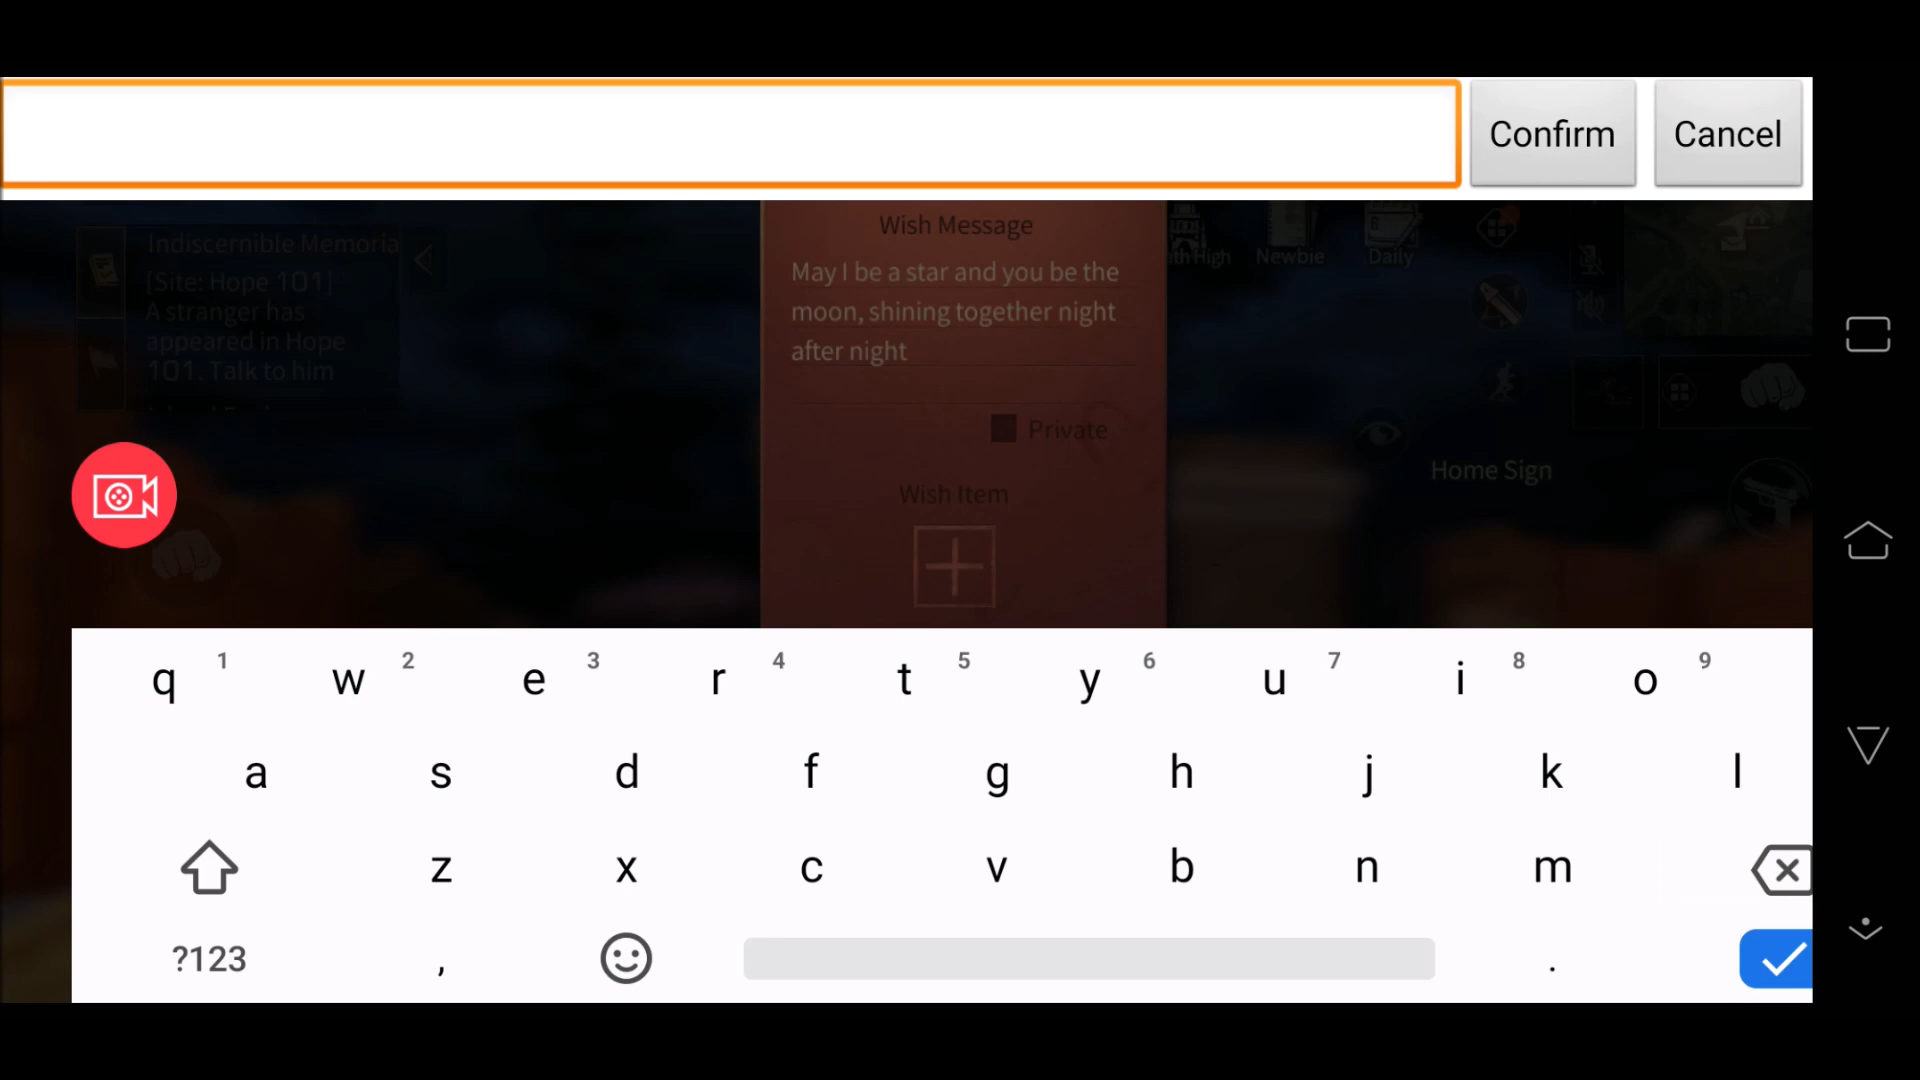 Confirm
Cancel
Wish Message
May I be a star and you be the
moon, shining together night
after night
Private
Wish Item
Indiscernible Memoria
[Site: Hope 101]
A stranger has
appeared in Hope
101. Talk to him
Newbie
Daily
Home Sign
q 1 w 2 e 3 r 4 t 5 y 6 u 7 i 8 o 9
a s d f g h j k l
z x c v b n m
?123 , .